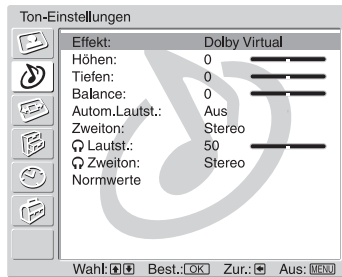 Ton-Einstellungen
Effekt: Dolby Virtual
Höhen: 0
Tiefen: 0
Balance: 0
Autom.Lautst.: Aus
Zweiton: Stereo
Lautst.: 50
Zweiton: Stereo
Normwerte
Wahl: Best.: OK Zur.: Aus: MENU